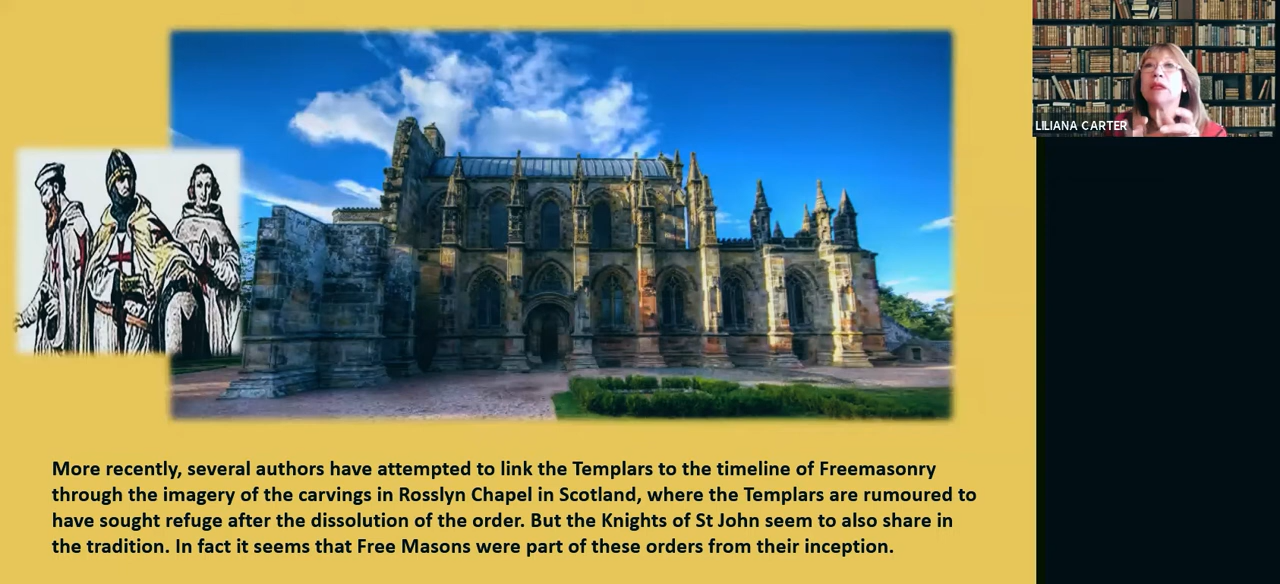 LILIANA CARTER
More recently, several authors have attempted to link the Templars to the timeline of Freemasonry
through the imagery of the carvings in Rosslyn Chapel in Scotland, where the Templars are rumoured to
have sought refuge after the dissolution of the order. But the Knights of St John seem to also share in
the tradition. In fact it seems that Free Masons were part of these orders from their inception.